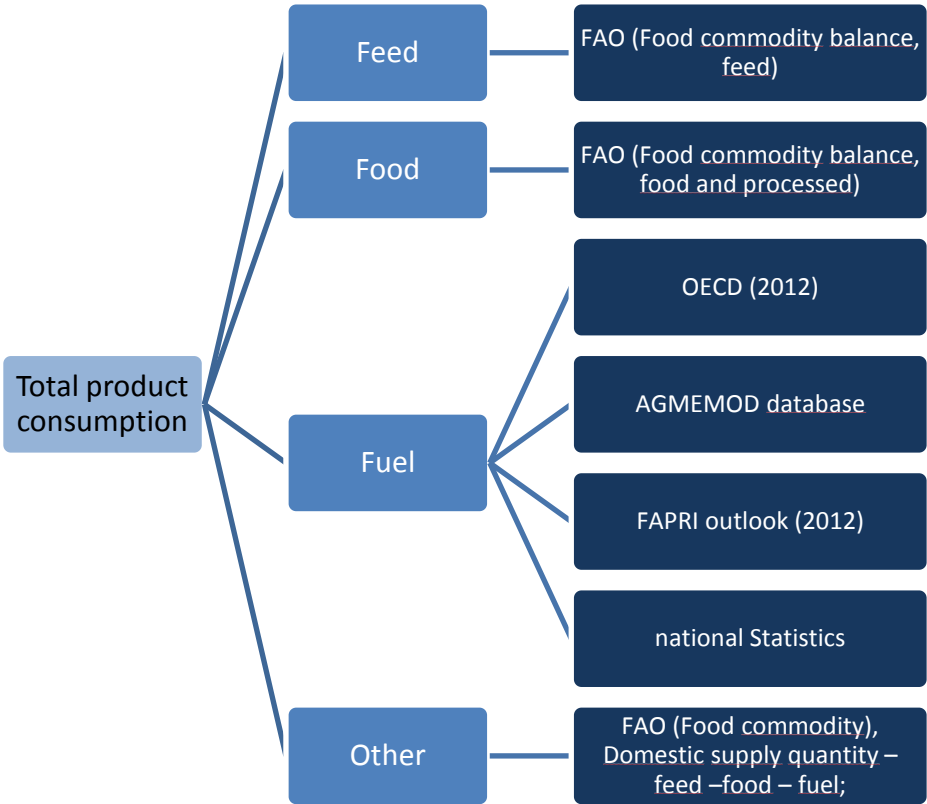 Feed
FAO (Food commodity balance,
feed)
Food
FAO (Food commodity balance,
food and processed)
OECD (2012)
Total product
consumption
AGMEMOD database
Fuel
FAPRI outlook (2012)
national Statistics
Other
FAO (Food commodity),
Domestic supply quantity –
feed –food – fuel;